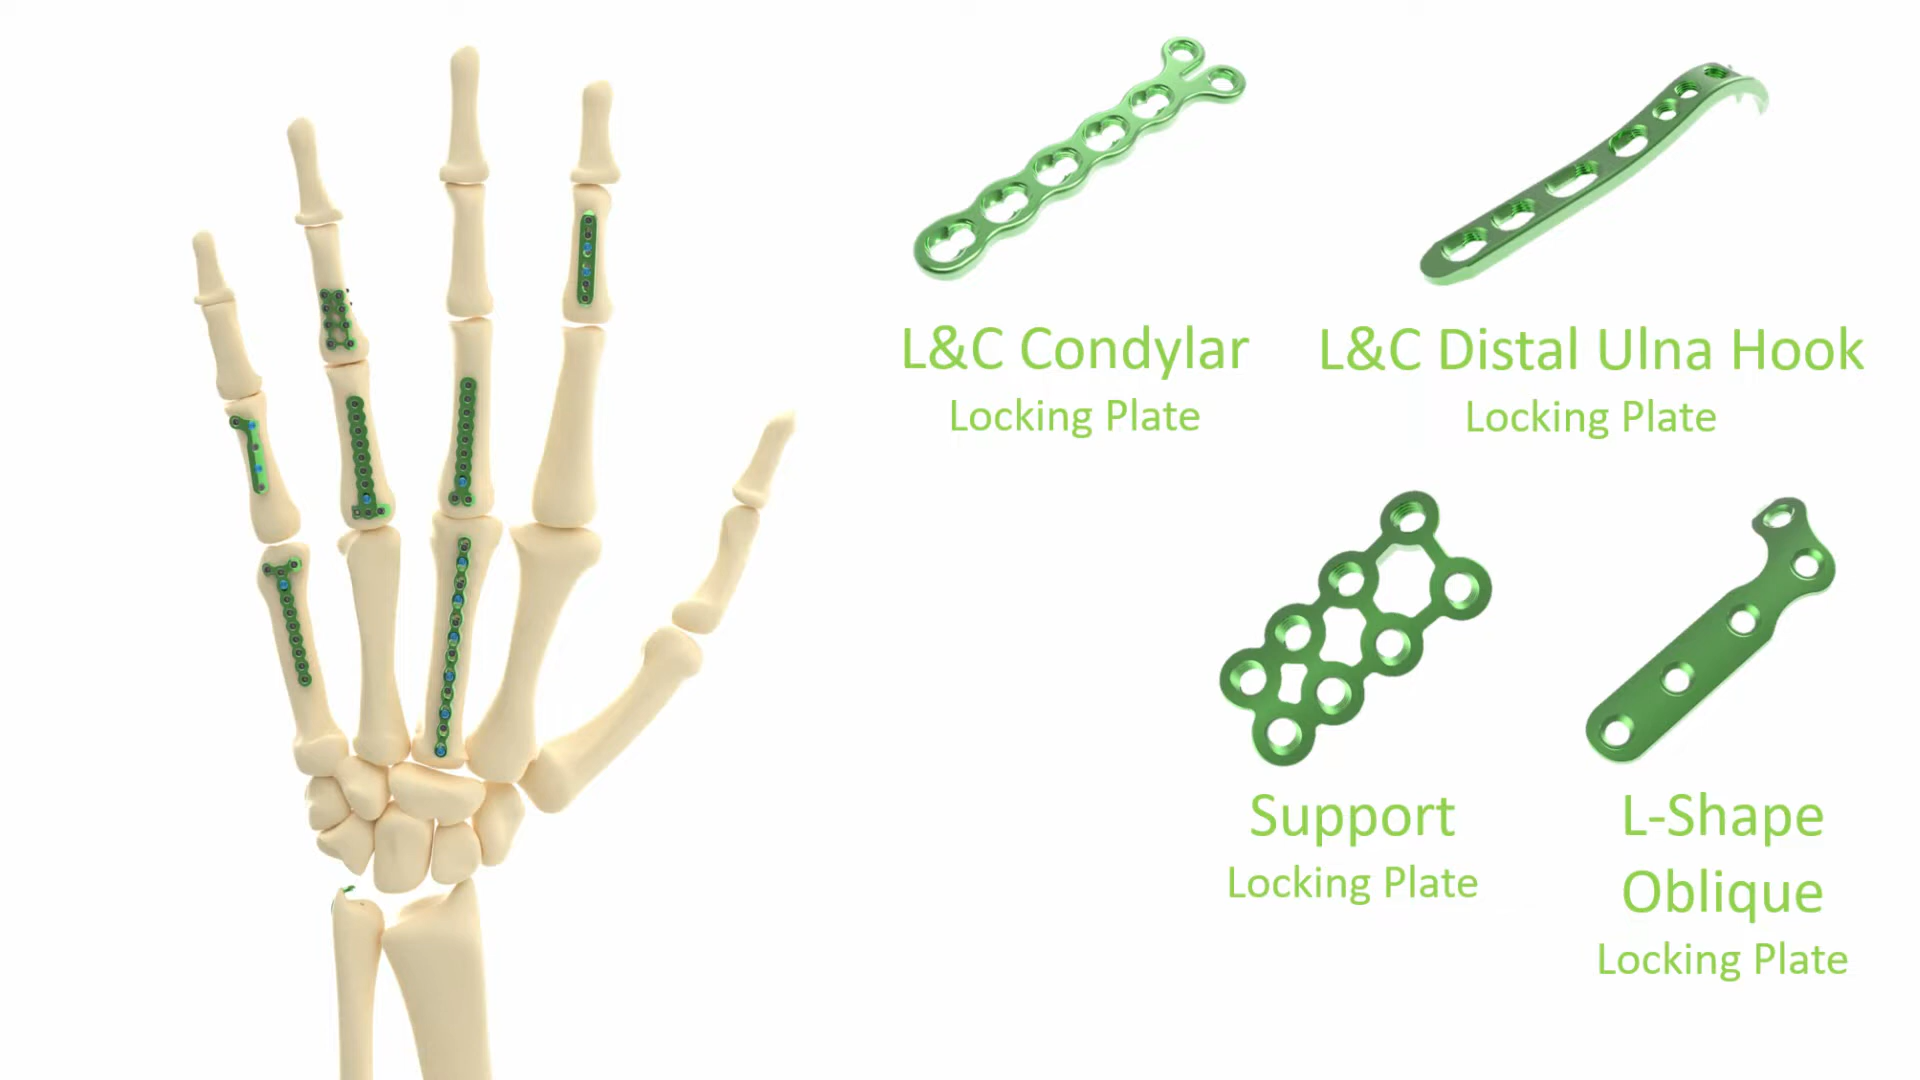 L&C Condylar
Locking Plate
L&C Distal Ulna Hook
Locking Plate
Support
Locking Plate
L-Shape
Oblique
Locking Plate